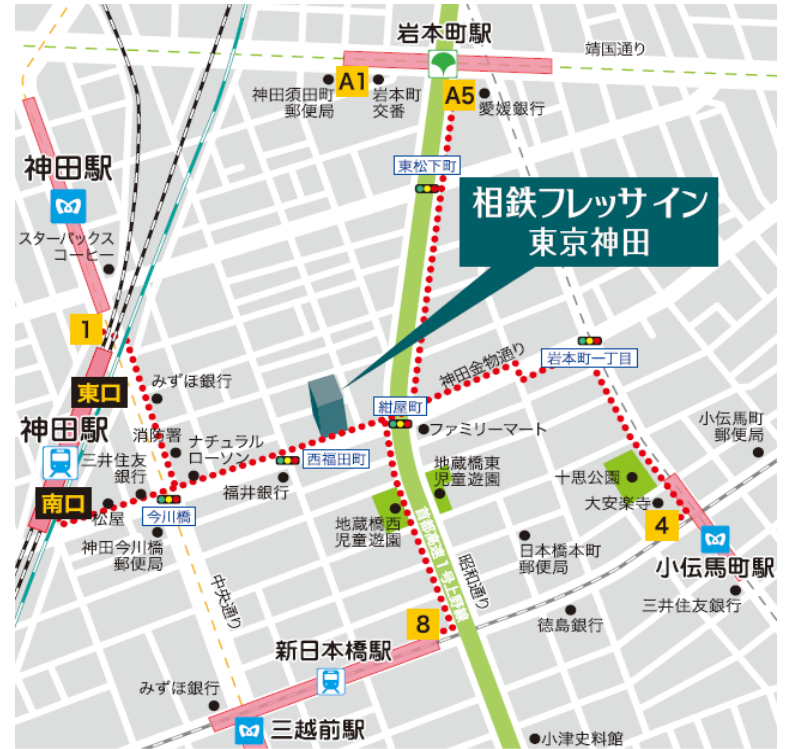 岩本町駅
靖国通り
神田須田町
郵便局
A1
岩本町
交番
A5
愛媛銀行
神田駅
東松下町
相鉄フレッサイン
東京神田
スターバックス
コーヒー
1
東口
みずほ銀行
神田金物通り
岩本町一丁目
紺屋町
神田駅
消防署
ナチュラル
ローソン
ファミリーマート
小伝馬町
郵便局
三井住友
銀行
西福田町
地蔵橋東
児童遊園
十思公園
南口
松屋
福井銀行
大安楽寺
今川橋
地蔵橋西
児童遊園
4
神田今川橋
郵便局
首都高速1号上野線
昭和通り
日本橋本町
郵便局
小伝馬町駅
中央通り
三井住友銀行
8
徳島銀行
新日本橋駅
みずほ銀行
三越前駅
小津史料館